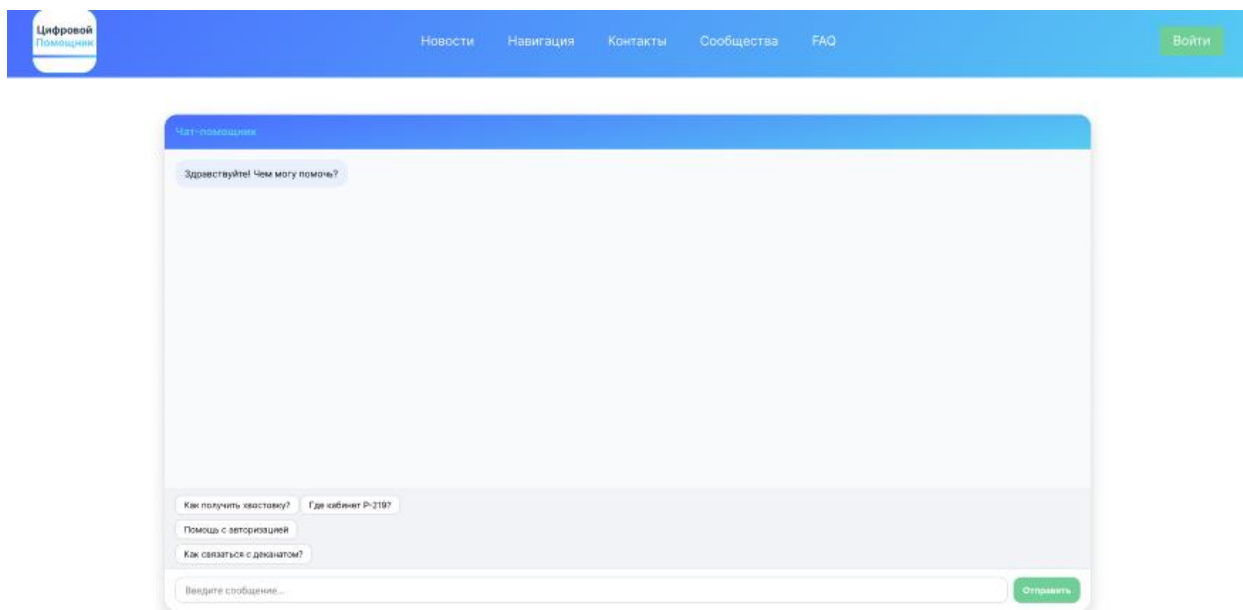 Цифровой
Помощник
Новости Навигация Контакты Сообщества FAQ Войти
Чат-помощник
Здравствуйте! Чем могу помочь?
Как получить хвостовку? Где кабинет Р-219?
Помощь с авторизацией
Как связаться с деканатом?
Введите сообщение... Отправить